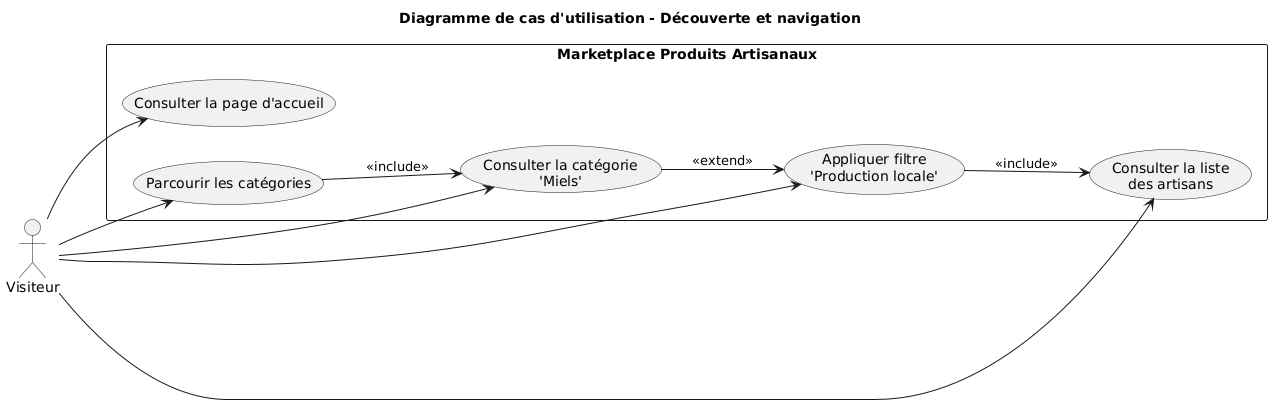 Diagramme de cas d'utilisation - Découverte et navigation
Marketplace Produits Artisanaux
Consulter la page d'accueil
Parcourir les catégories
«include»
Consulter la catégorie
'Miels'
«extend»
Appliquer filtre
'Production locale'
«include»
Consulter la liste
des artisans
Visiteur